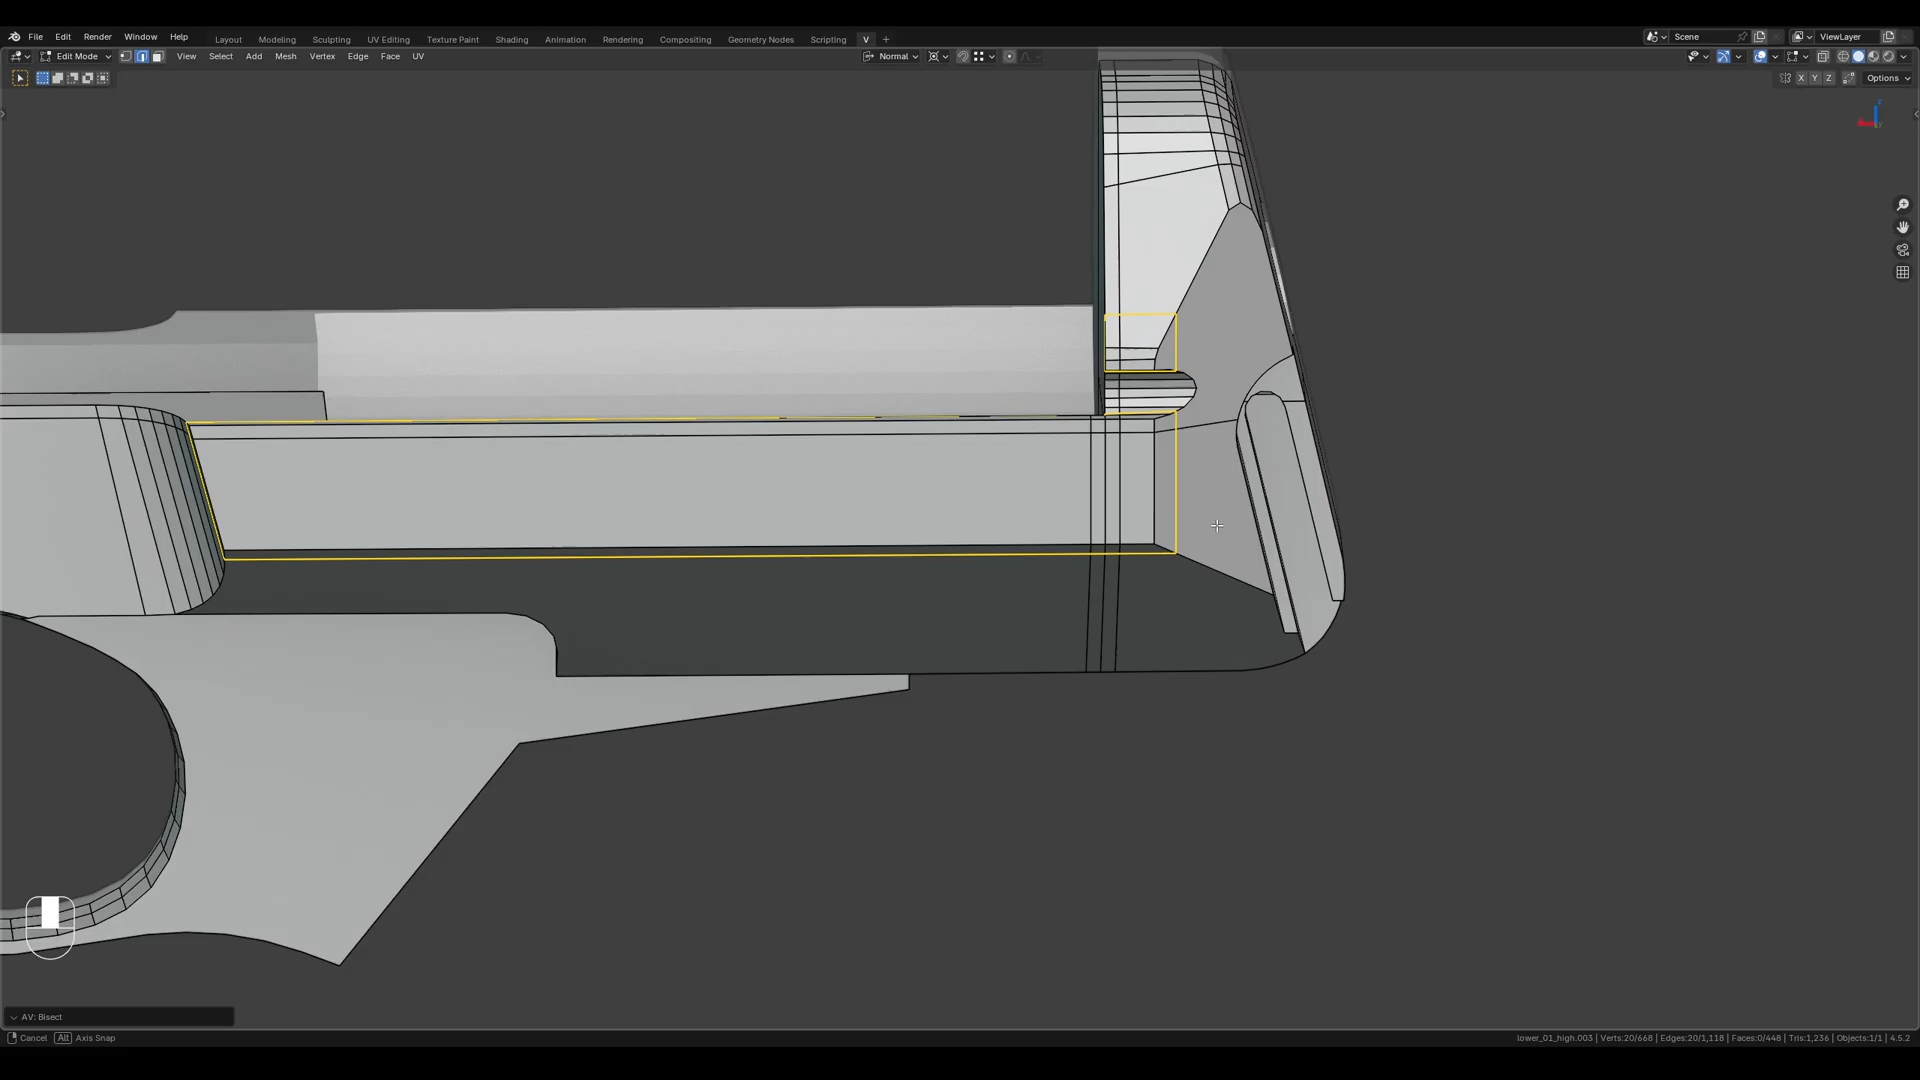 File Edit Render Window Help Layout Modeling Sculpting UV Editing Texture Paint Shading Animation Rendering Compositing Geometry Nodes Scripting V + Scene ViewLayer
Edit Mode View Select Add Mesh Vertex Edge Face UV Normal
X Y Z Options
Z
AV: Bisect
Cancel Alt Axis Snap lower_01_high.003 | Verts:20/668 | Edges:20/1,118 | Faces:0/448 | Tris:1,236 | Objects:1/1 | 4.5.2